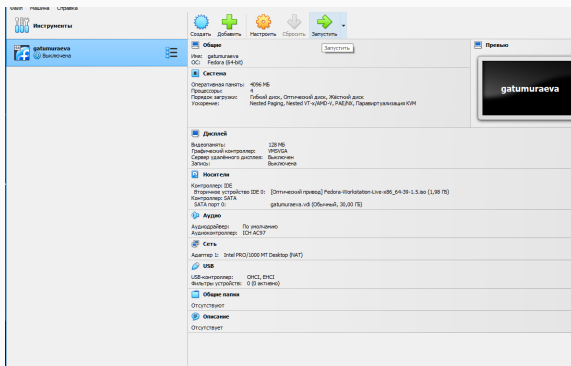 Файл Машина Справка
Инструменты
Создать Добавить Настроить Сбросить Запустить
Запустить
gatumuraeva
Выключена
Общие
Имя: gatumuraeva
ОС: Fedora (64-bit)
Система
Оперативная память: 4096 МБ
Процессоры: 4
Порядок загрузки: Гибкий диск, Оптический диск, Жёсткий диск
Ускорение: Nested Paging, Nested VT-x/AMD-V, PAE/NX, Паравиртуализация KVM
Превью
gatumuraeva
Дисплей
Видеопамять: 128 МБ
Графический контроллер: VMSVGA
Сервер удалённого дисплея: Выключен
Запись: Выключена
Носители
Контроллер: IDE
Вторичное устройство IDE 0: [Оптический привод] Fedora-Workstation-Live-x86_64-39-1.5.iso (1,98 ГБ)
Контроллер: SATA
SATA порт 0: gatumuraeva.vdi (Обычный, 30,00 ГБ)
Аудио
Аудиодрайвер: По умолчанию
Аудиоконтроллер: ICH AC97
Сеть
Адаптер 1: Intel PRO/1000 MT Desktop (NAT)
USB
USB-контроллер: OHCI, EHCI
Фильтры устройств: 0 (0 активно)
Общие папки
Отсутствуют
Описание
Отсутствует